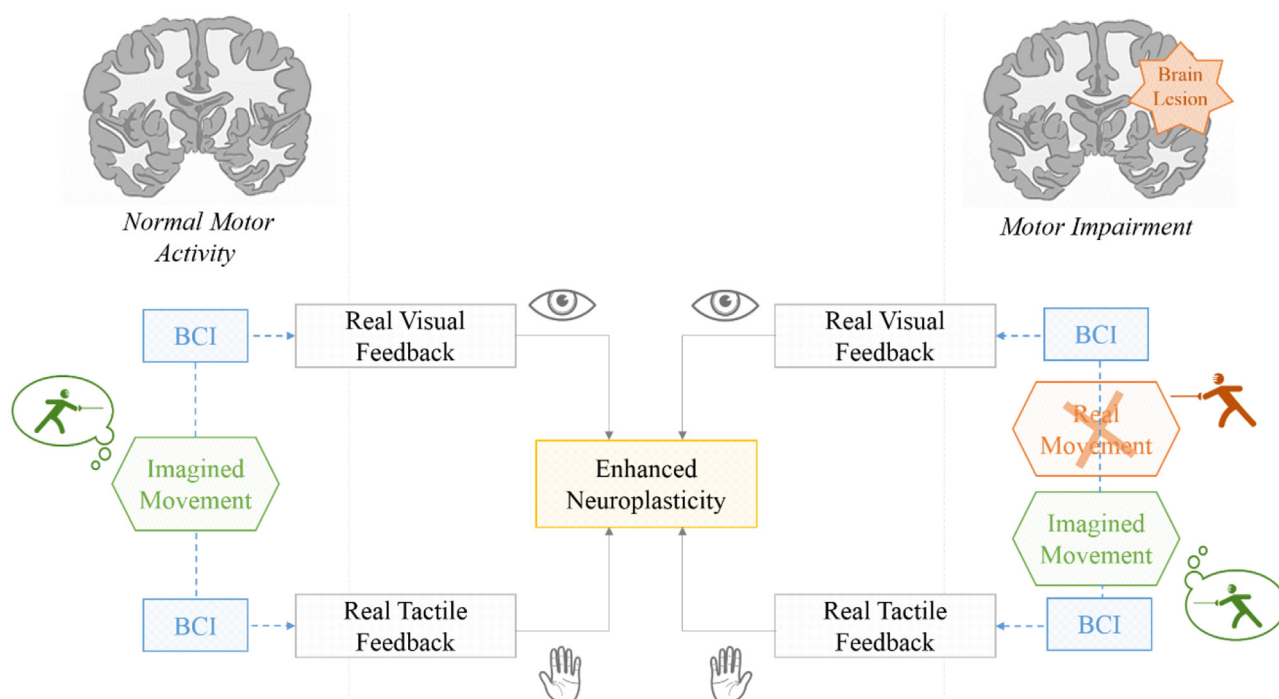 Brain
Lesion
Normal Motor
Activity
Motor Impairment
BCI
Real Visual
Feedback
Real Visual
Feedback
BCI
Imagined
Movement
Enhanced
Neuroplasticity
Real
Movement
Imagined
Movement
BCI
Real Tactile
Feedback
Real Tactile
Feedback
BCI